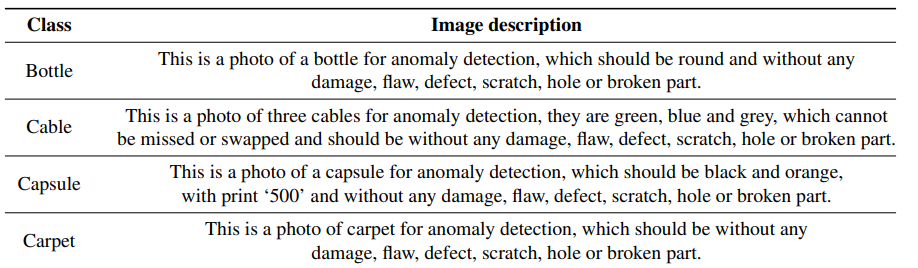 Class Image description
Bottle This is a photo of a bottle for anomaly detection, which should be round and without any
damage, flaw, defect, scratch, hole or broken part.
Cable This is a photo of three cables for anomaly detection, they are green, blue and grey, which cannot
be missed or swapped and should be without any damage, flaw, defect, scratch, hole or broken part.
Capsule This is a photo of a capsule for anomaly detection, which should be black and orange,
with print ‘500’ and without any damage, flaw, defect, scratch, hole or broken part.
Carpet This is a photo of carpet for anomaly detection, which should be without any
damage, flaw, defect, scratch, hole or broken part.